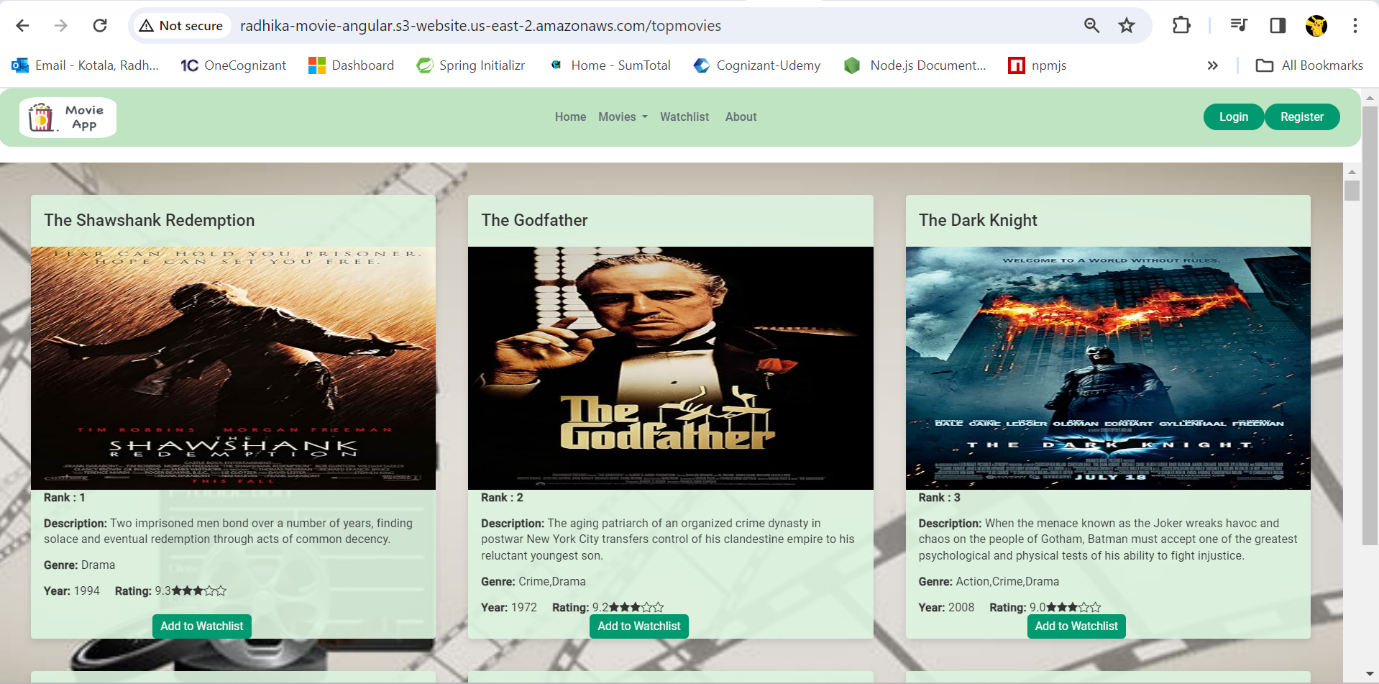 Not secure radhika-movie-angular.s3-website.us-east-2.amazonaws.com/topmovies
Email - Kotala, Radh... 1C OneCognizant Dashboard Spring Initializr Home - SumTotal Cognizant-Udemy Node.js Document... npmjs » All Bookmarks
Movie
App
Home Movies Watchlist About
Login Register
The Shawshank Redemption
FEAR CAN HOLD YOU PRISONER.
HOPE CAN SET YOU FREE.
TIM ROBBINS MORGAN FREEMAN
THE
SHAWSHANK
REDEMPTION
THIS FALL
Rank : 1
Description: Two imprisoned men bond over a number of years, finding
solace and eventual redemption through acts of common decency.
Genre: Drama
Year: 1994 Rating: 9.3★★★☆☆
Add to Watchlist
The Godfather
The
Godfather
Rank : 2
Description: The aging patriarch of an organized crime dynasty in
postwar New York City transfers control of his clandestine empire to his
reluctant youngest son.
Genre: Crime,Drama
Year: 1972 Rating: 9.2★★★☆☆
Add to Watchlist
The Dark Knight
WELCOME TO A WORLD WITHOUT RULES.
BALE CAINE LEDGER OLDMAN ECKHART GYLLENHAAL FREEMAN
THE DARK KNIGHT
JULY 18
Rank : 3
Description: When the menace known as the Joker wreaks havoc and
chaos on the people of Gotham, Batman must accept one of the greatest
psychological and physical tests of his ability to fight injustice.
Genre: Action,Crime,Drama
Year: 2008 Rating: 9.0★★★☆☆
Add to Watchlist